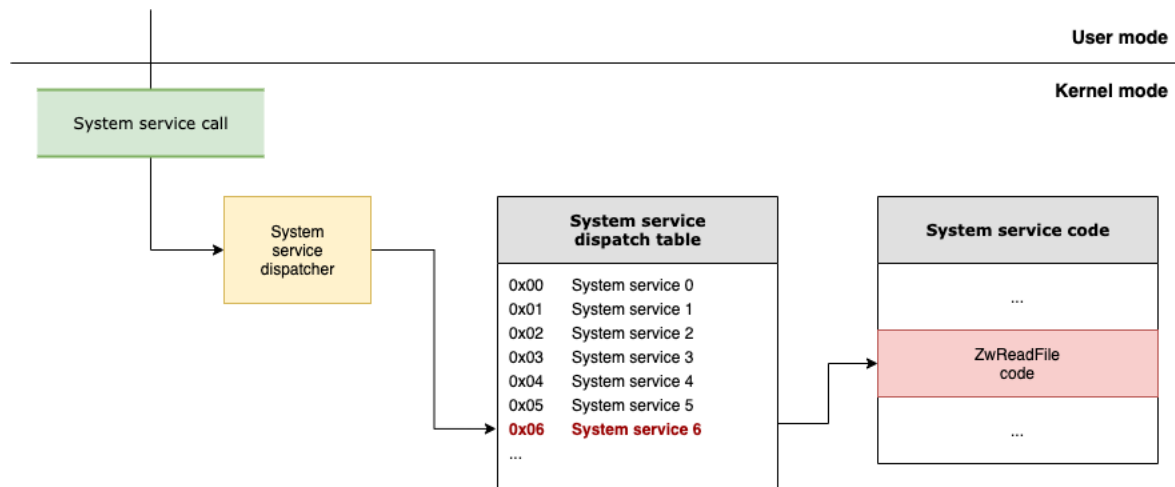 User mode
Kernel mode
System service call
System
service
dispatcher
System service
dispatch table
0x00 System service 0
0x01 System service 1
0x02 System service 2
0x03 System service 3
0x04 System service 4
0x05 System service 5
0x06 System service 6
...
System service code
...
ZwReadFile
code
...